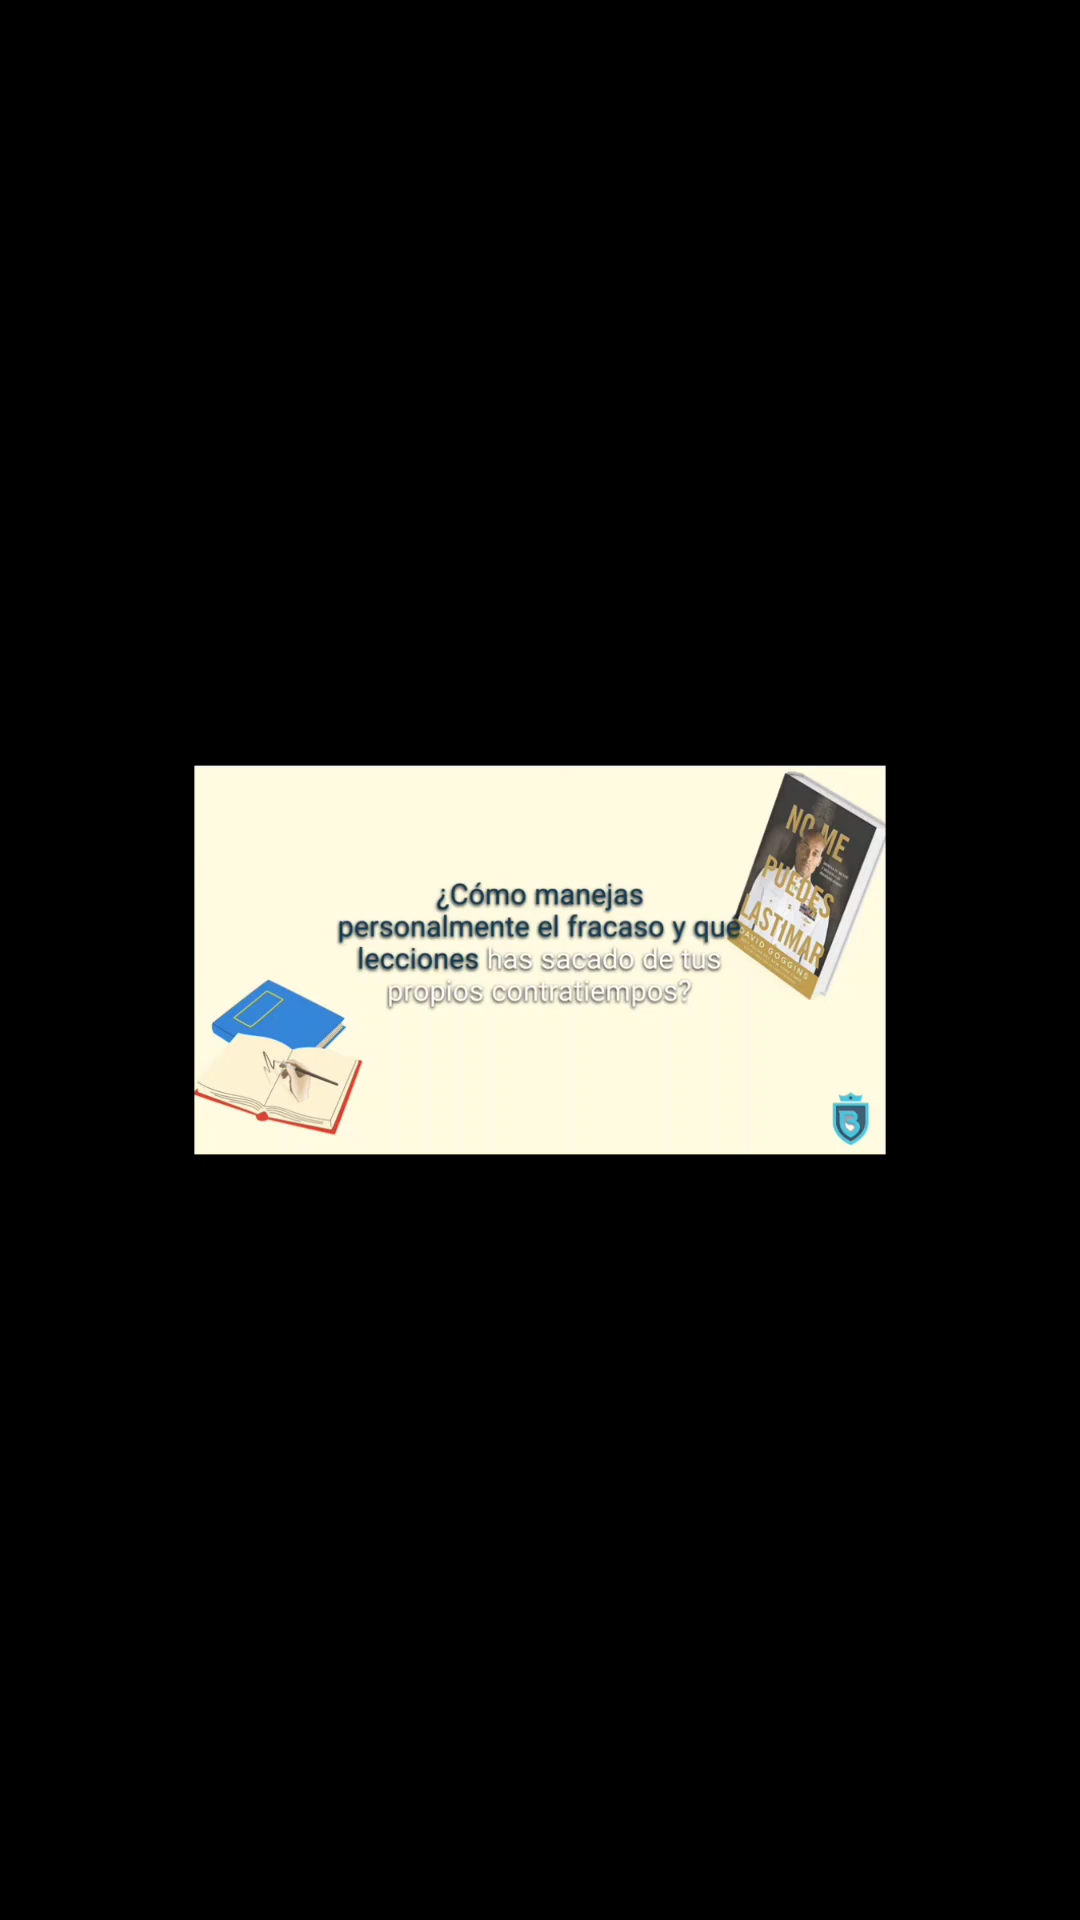 ¿Cómo manejas
personalmente el fracaso y que
lecciones has sacado de tus
propios contratiempos?
NO ME
PUEDES
LASTIMAR
DAVID GOGGINS